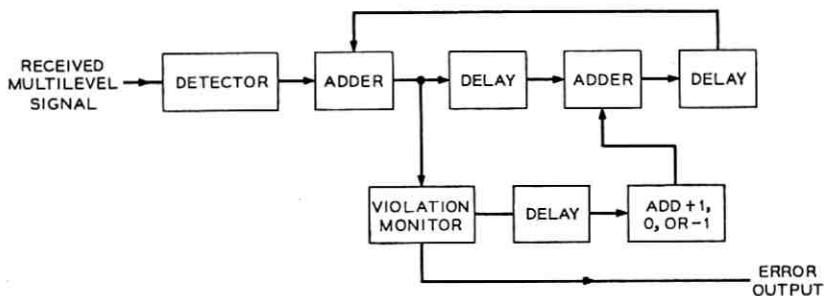 RECEIVED
MULTILEVEL
SIGNAL
DETECTOR
ADDER
DELAY
ADDER
DELAY
VIOLATION
MONITOR
DELAY
ADD +1,
0, OR -1
ERROR
OUTPUT